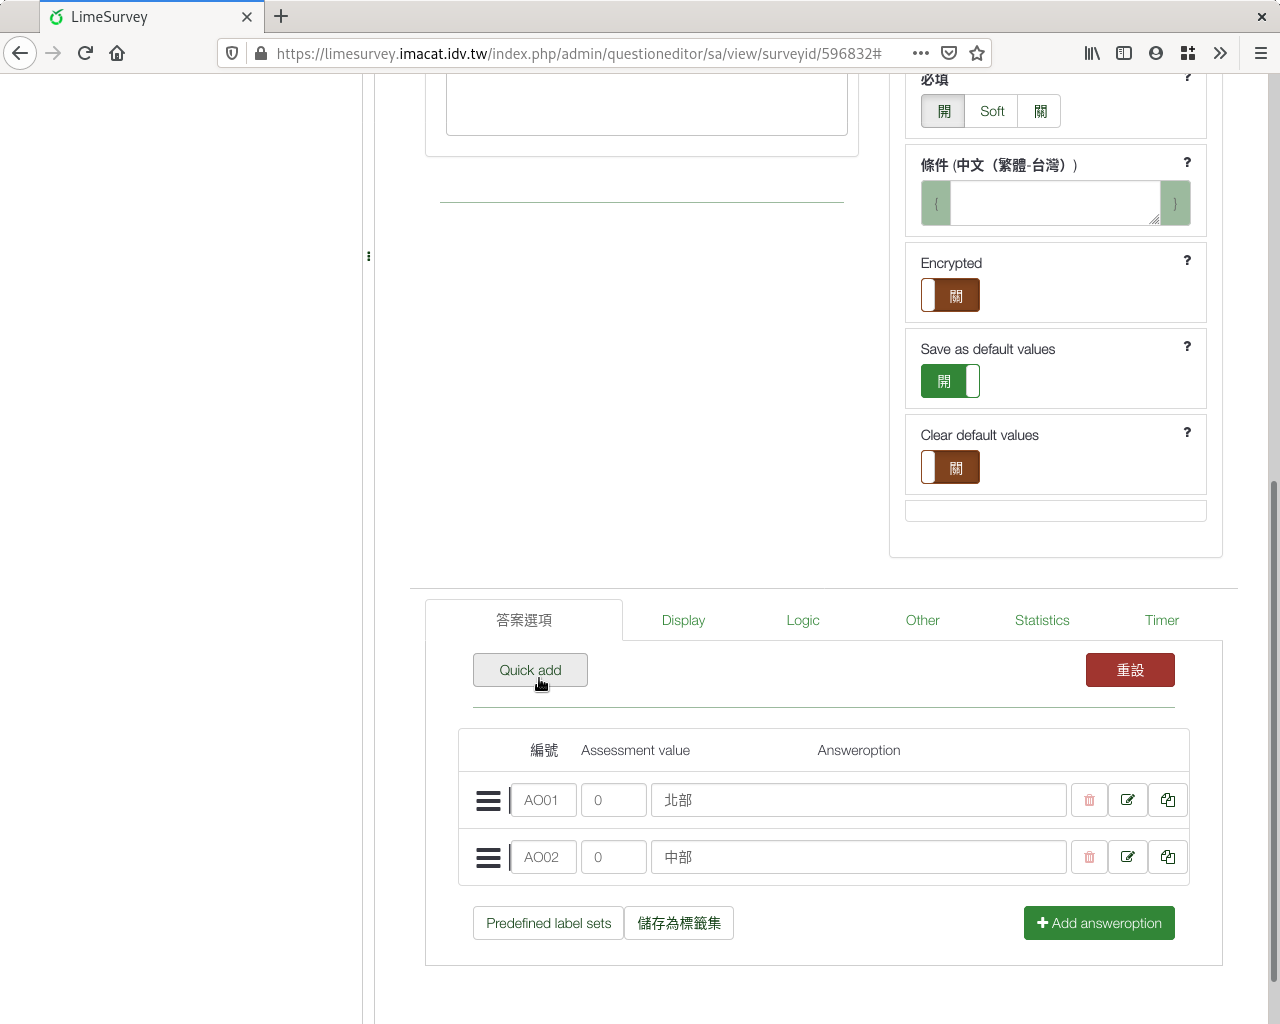 LimeSurvey
https://limesurvey.imacat.idv.tw/index.php/admin/questioneditor/sa/view/surveyid/596832#
必填
?
開 Soft 關
條件 (中文（繁體-台灣）)
?
{ }
Encrypted
?
關
Save as default values
?
開
Clear default values
?
關
答案選項 Display Logic Other Statistics Timer
Quick add 重設
編號 Assessment value Answeroption
AO01 0 北部
AO02 0 中部
Predefined label sets 儲存為標籤集 Add answeroption